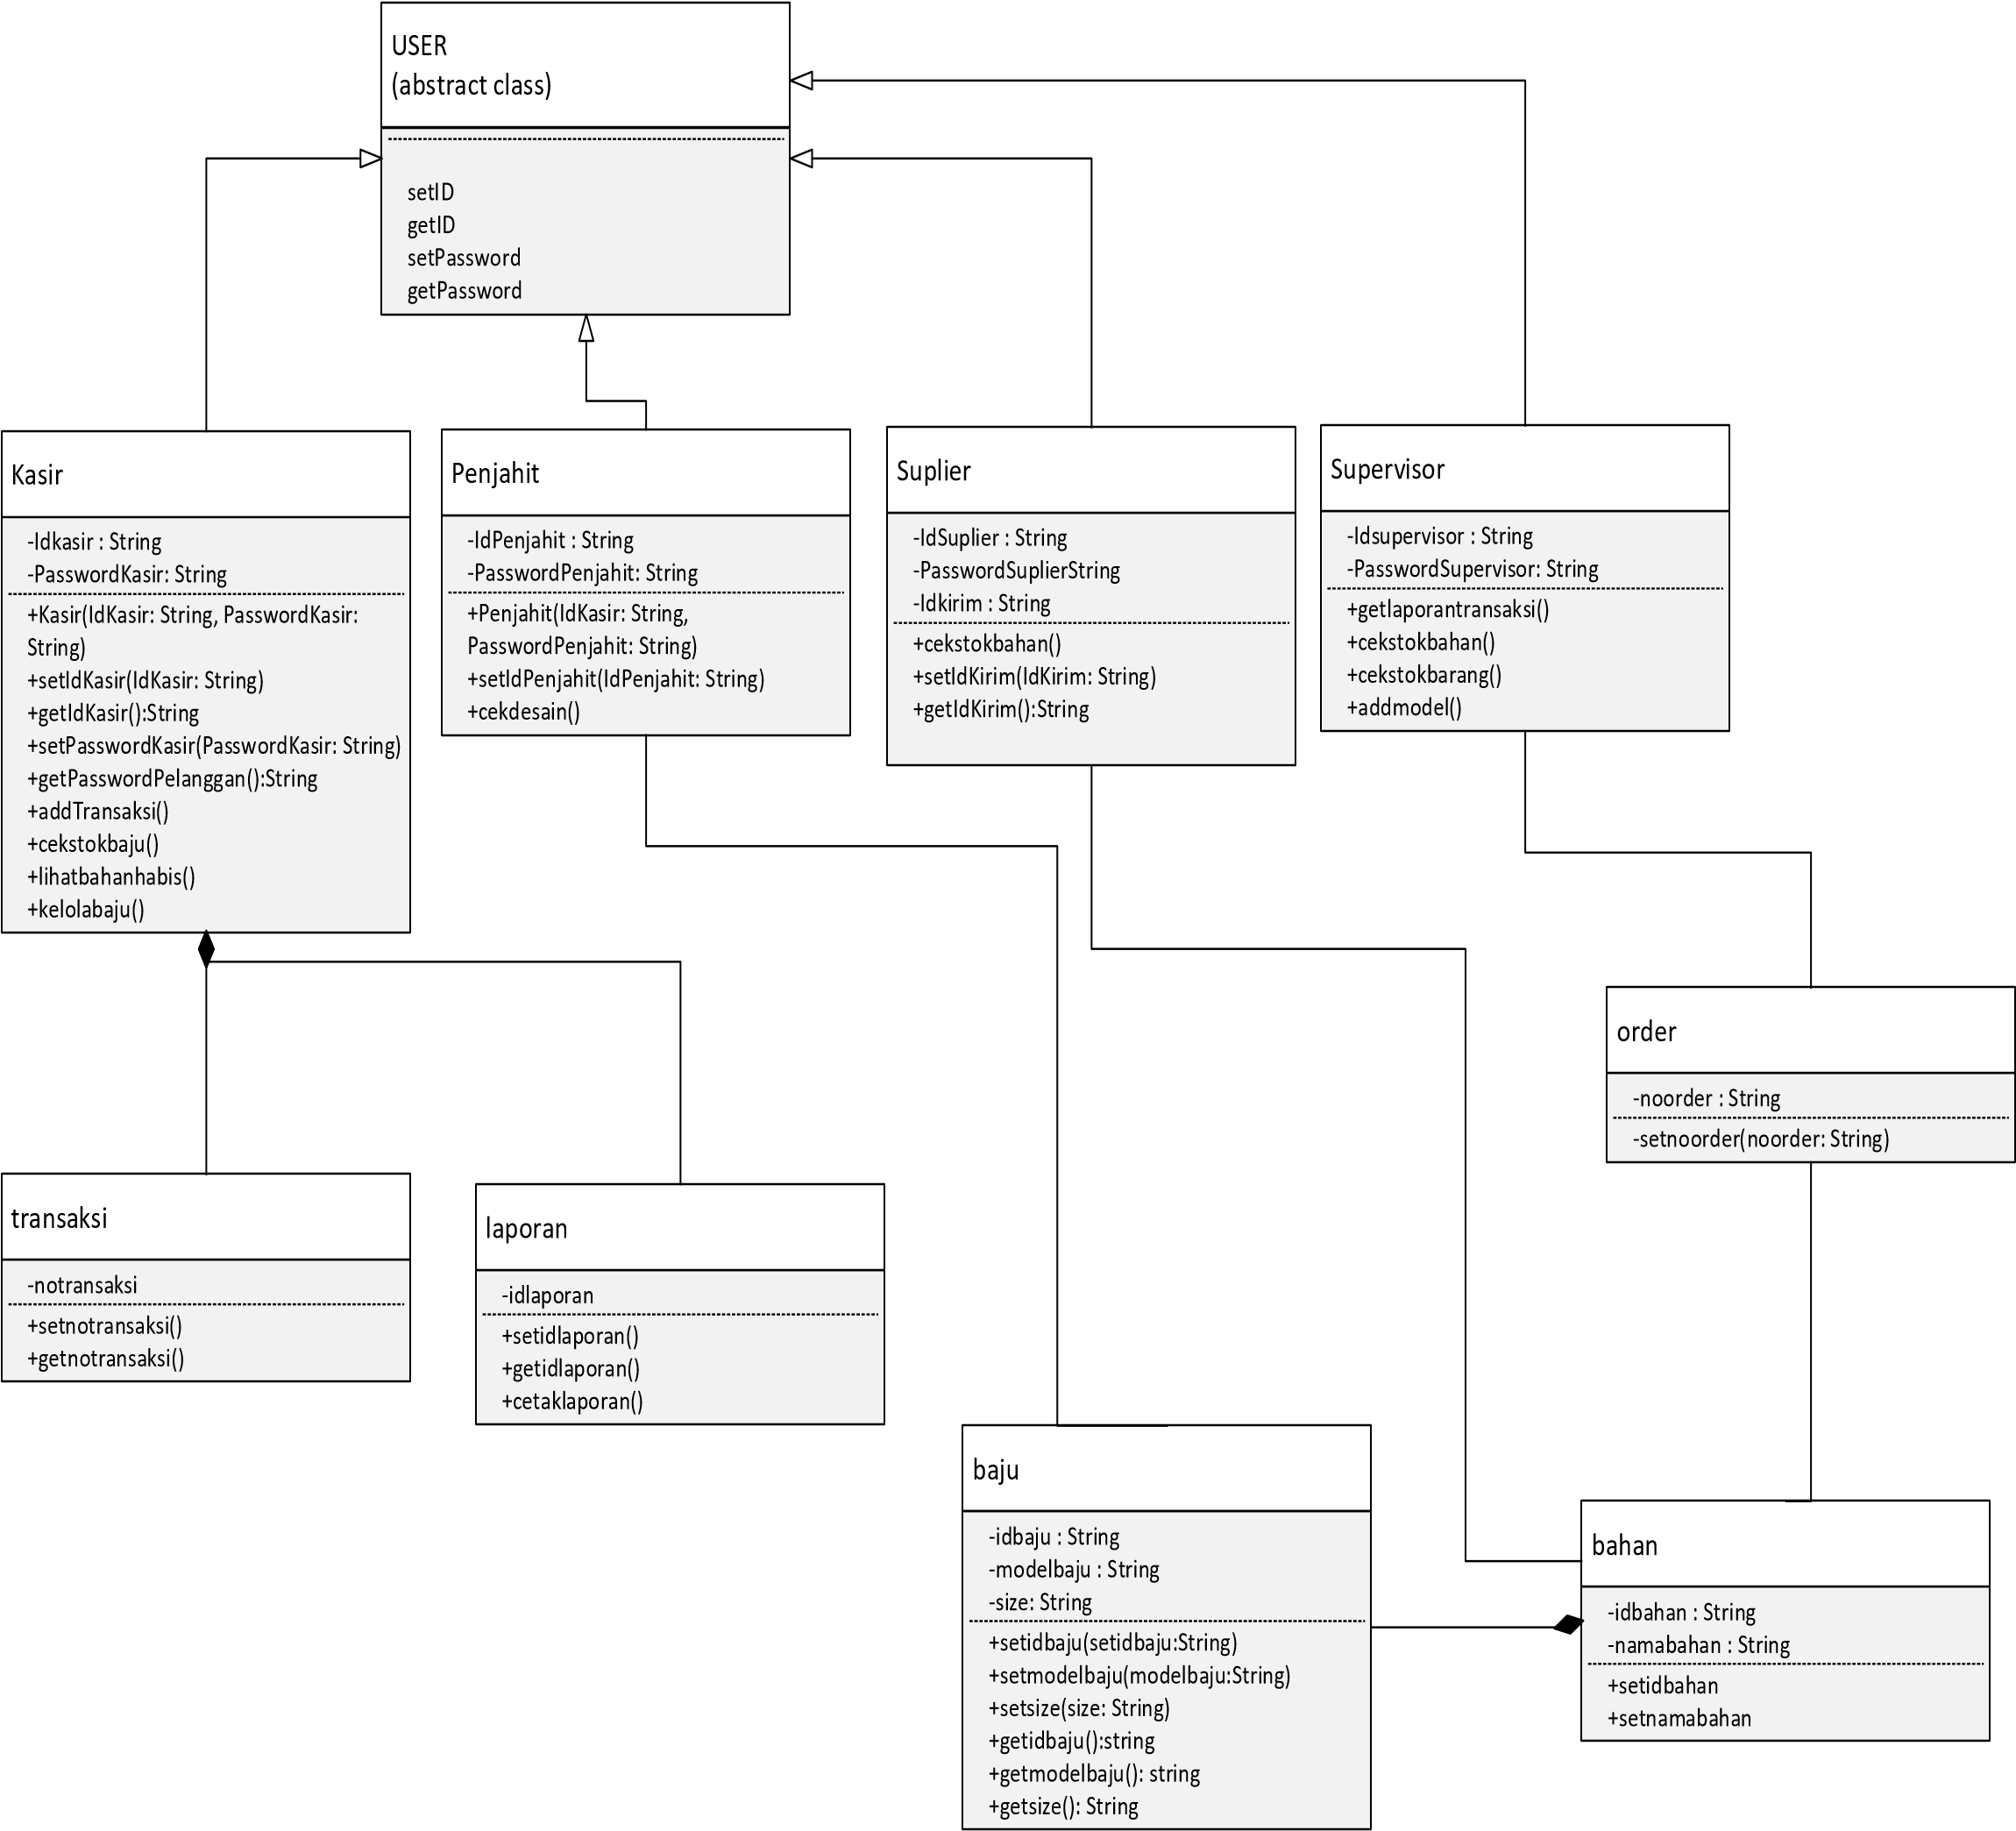 USER
(abstract class)
setID
getID
setPassword
getPassword
Kasir
-Idkasir : String
-PasswordKasir: String
+Kasir(IdKasir: String, PasswordKasir:
String)
+setIdKasir(IdKasir: String)
+getIdKasir():String
+setPasswordKasir(PasswordKasir: String)
+getPasswordPelanggan():String
+addTransaksi()
+cekstokbaju()
+lihatbahanhabis()
+kelolabaju()
Penjahit
-IdPenjahit : String
-PasswordPenjahit: String
+Penjahit(IdKasir: String,
PasswordPenjahit: String)
+setIdPenjahit(IdPenjahit: String)
+cekdesain()
Suplier
-IdSuplier : String
-PasswordSuplierString
-Idkirim : String
+cekstokbahan()
+setIdKirim(IdKirim: String)
+getIdKirim():String
Supervisor
-Idsupervisor : String
-PasswordSupervisor: String
+getlaporantransaksi()
+cekstokbahan()
+cekstokbarang()
+addmodel()
order
-noorder : String
-setnoorder(noorder: String)
transaksi
-notransaksi
+setnotransaksi()
+getnotransaksi()
laporan
-idlaporan
+setidlaporan()
+getidlaporan()
+cetaklaporan()
baju
-idbaju : String
-modelbaju : String
-size: String
+setidbaju(setidbaju:String)
+setmodelbaju(modelbaju:String)
+setsize(size: String)
+getidbaju():string
+getmodelbaju(): string
+getsize(): String
bahan
-idbahan : String
-namabahan : String
+setidbahan
+setnamabahan